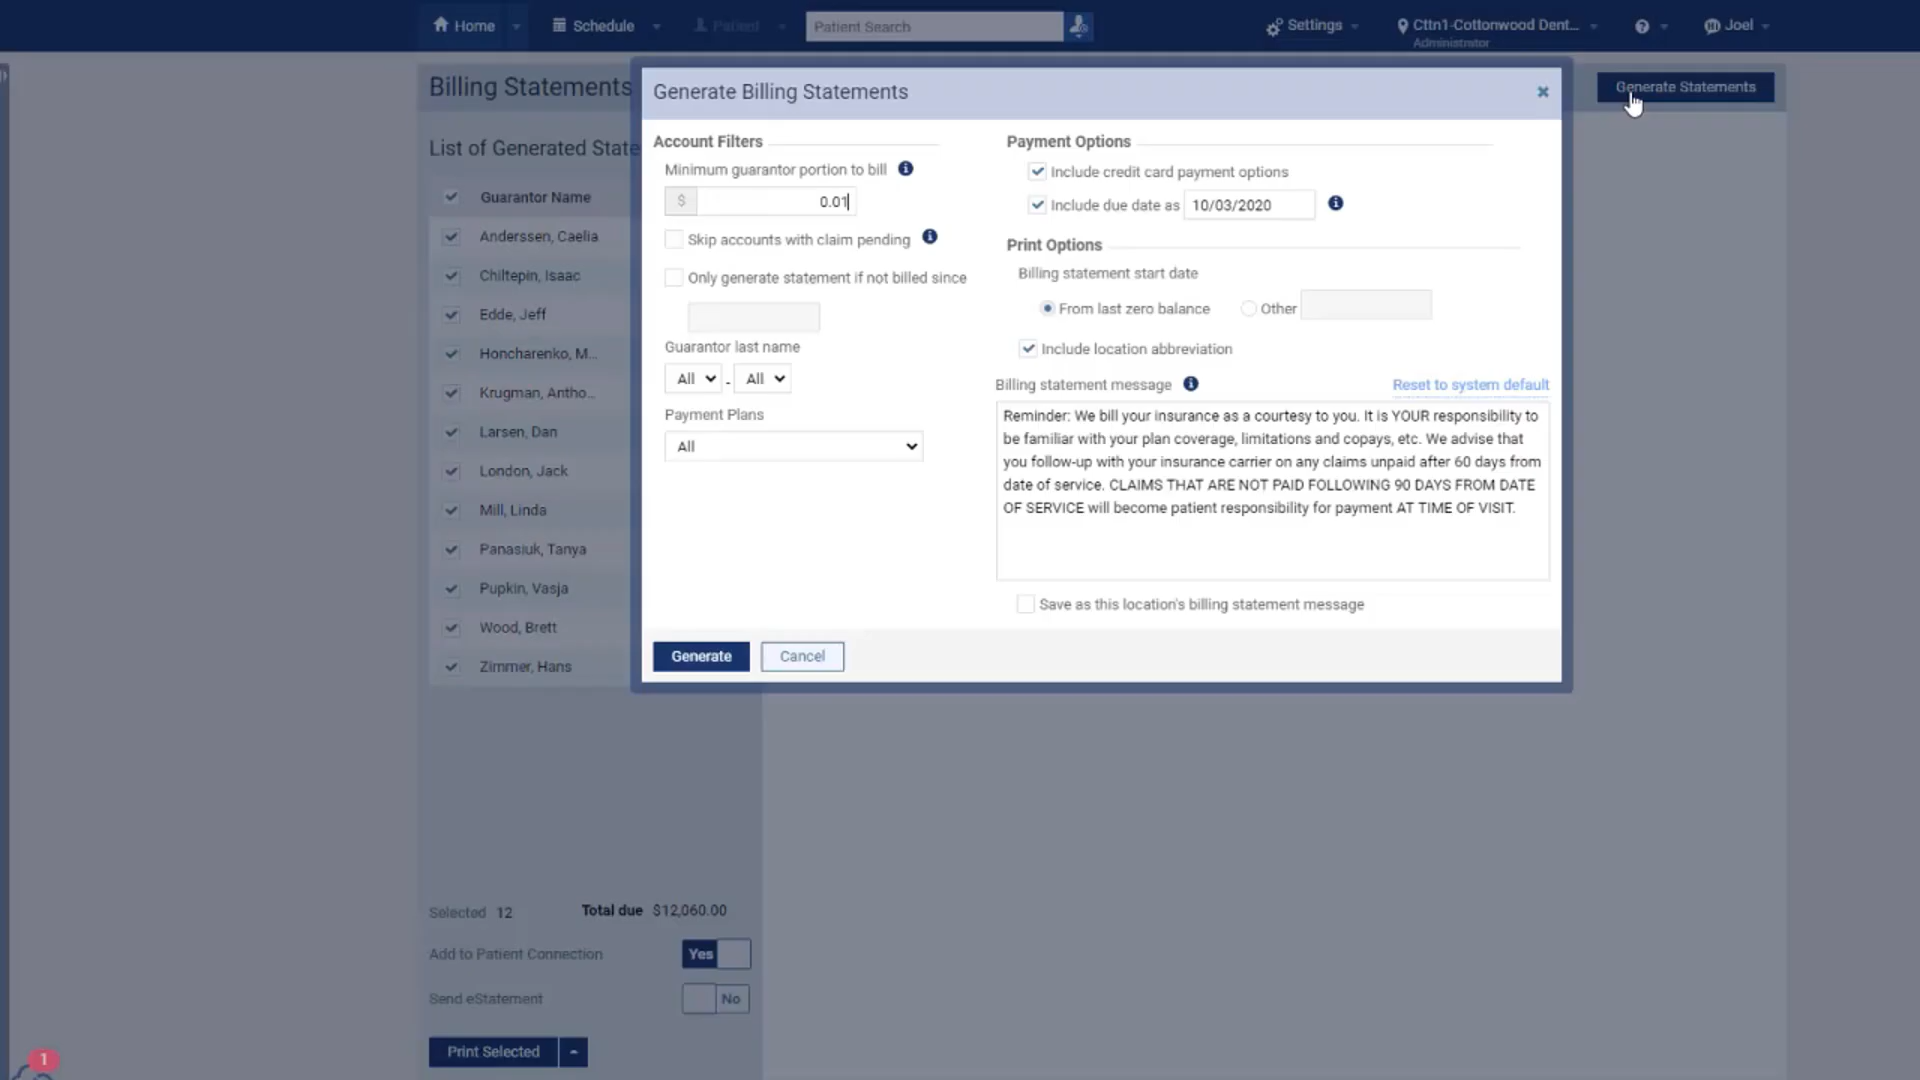 Home
Schedule
Patient
Patient Search
Settings
Cttn1-Cottonwood Dent...
Administrator
Joel
Billing Statements
Generate Statements
List of Generated State
Guarantor Name
Anderssen, Caelia
Chiltepin, Isaac
Edde, Jeff
Honcharenko, M...
Krugman, Antho...
Larsen, Dan
London, Jack
Mill, Linda
Panasiuk, Tanya
Pupkin, Vasja
Wood, Brett
Zimmer, Hans
Selected 12 Total due $12,060.00
Add to Patient Connection Yes
Send eStatement No
Print Selected
1
Generate Billing Statements
Account Filters
Minimum guarantor portion to bill
$ 0.01
Skip accounts with claim pending
Only generate statement if not billed since
Guarantor last name
All - All
Payment Plans
All
Payment Options
Include credit card payment options
Include due date as 10/03/2020
Print Options
Billing statement start date
From last zero balance Other
Include location abbreviation
Billing statement message Reset to system default
Reminder: We bill your insurance as a courtesy to you. It is YOUR responsibility to
be familiar with your plan coverage, limitations and copays, etc. We advise that
you follow-up with your insurance carrier on any claims unpaid after 60 days from
date of service. CLAIMS THAT ARE NOT PAID FOLLOWING 90 DAYS FROM DATE
OF SERVICE will become patient responsibility for payment AT TIME OF VISIT.
Save as this location's billing statement message
Generate Cancel